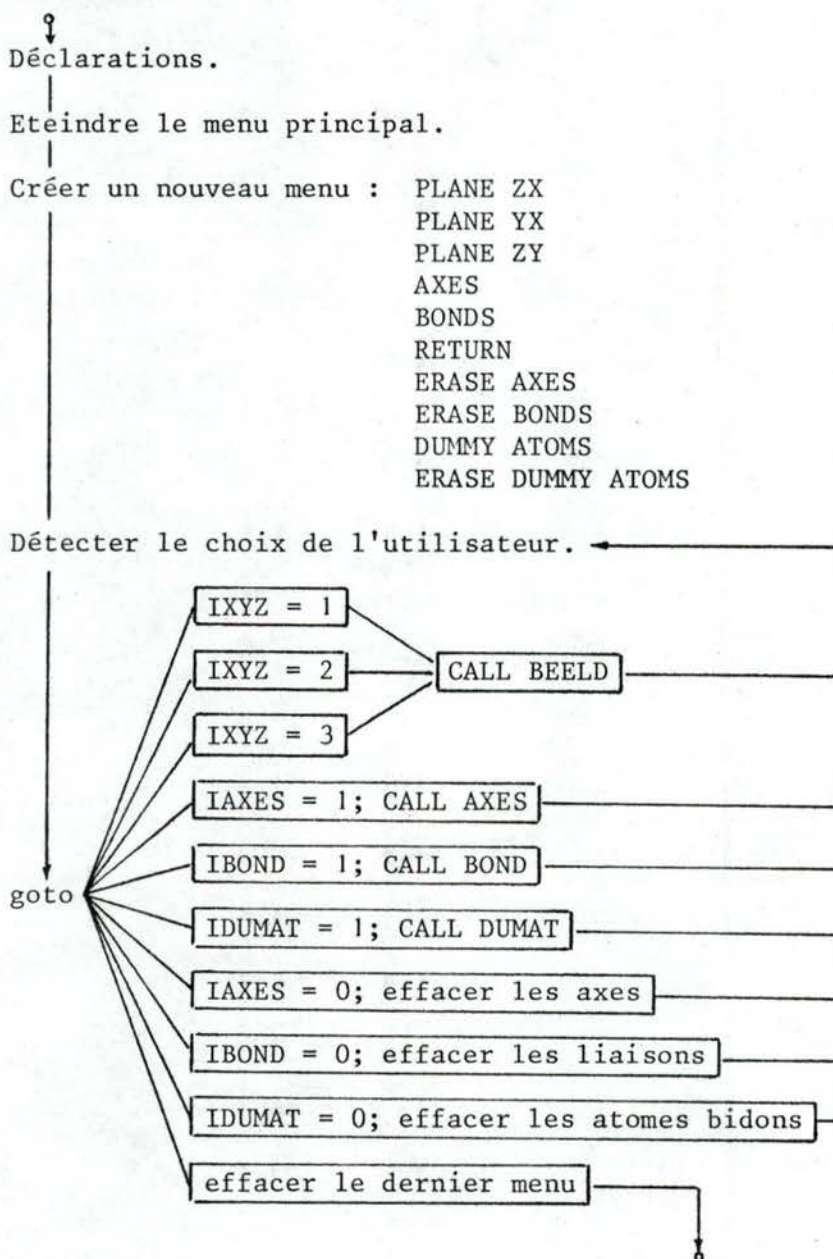 Déclarations.
Eteindre le menu principal.
Créer un nouveau menu : PLANE ZX
PLANE YX
PLANE ZY
AXES
BONDS
RETURN
ERASE AXES
ERASE BONDS
DUMMY ATOMS
ERASE DUMMY ATOMS
Détecter le choix de l'utilisateur.
IXYZ = 1
IXYZ = 2
CALL BEELD
IXYZ = 3
IAXES = 1; CALL AXES
IBOND = 1; CALL BOND
goto
IDUMAT = 1; CALL DUMAT
IAXES = 0; effacer les axes
IBOND = 0; effacer les liaisons
IDUMAT = 0; effacer les atomes bidons
effacer le dernier menu